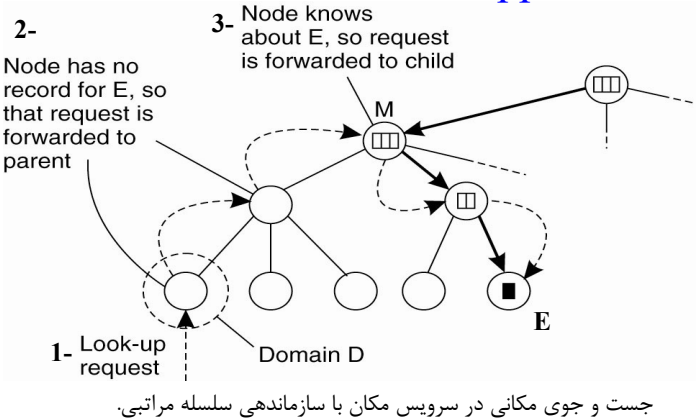 2-
Node has no
record for E, so
that request is
forwarded to
parent
3- Node knows
about E, so request
is forwarded to child
M
E
1- Look-up
request
Domain D
جست و جوی مکانی در سرویس مکان با سازماندهی سلسله مراتبی.